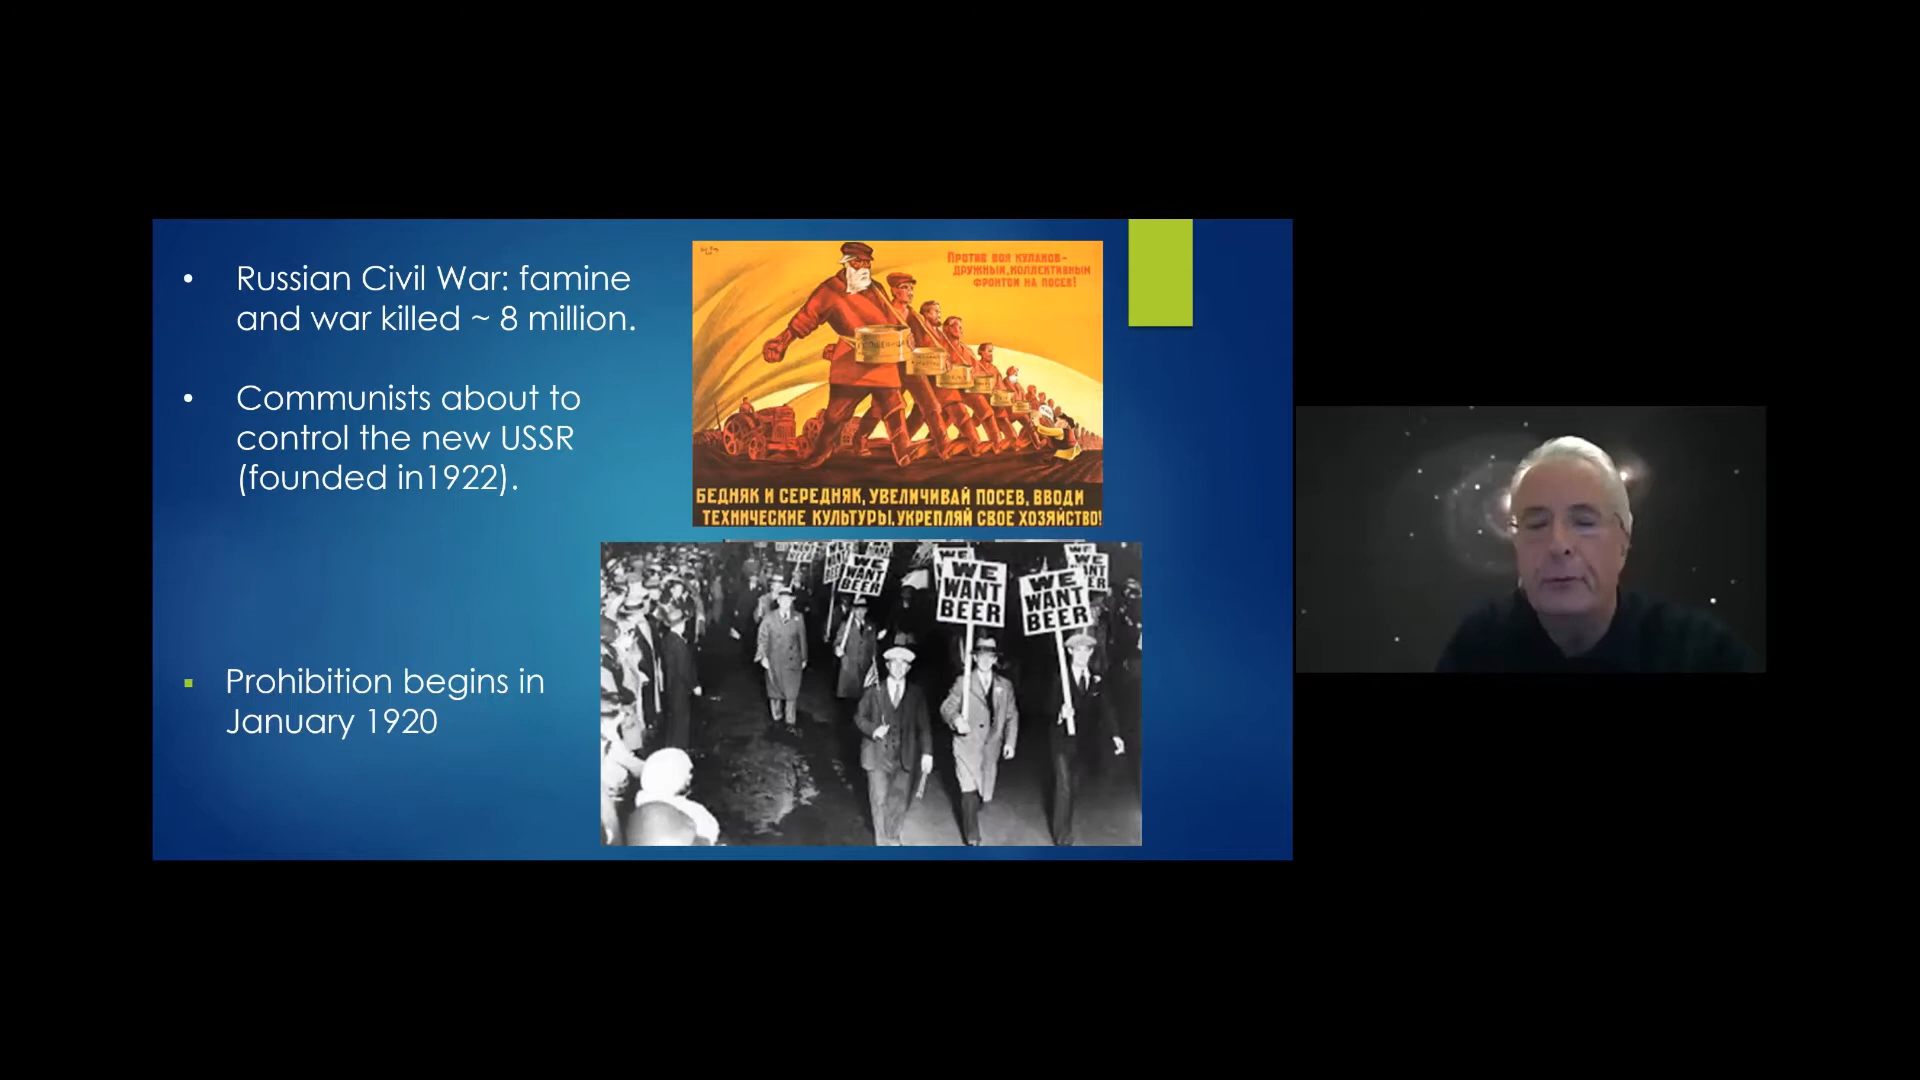 • Russian Civil War: famine
and war killed ~ 8 million.
• Communists about to
control the new USSR
(founded in1922).
▪ Prohibition begins in
January 1920
Против воя кулаков-
дружный, коллективным
фронтом на посев!
БЕДНЯК И СЕРЕДНЯК, УВЕЛИЧИВАЙ ПОСЕВ, ВВОДИ
ТЕХНИЧЕСКИЕ КУЛЬТУРЫ, УКРЕПЛЯЙ СВОЕ ХОЗЯЙСТВО!
WE
WANT
BEER
WE
WANT
BEER
WE
WANT
BEER